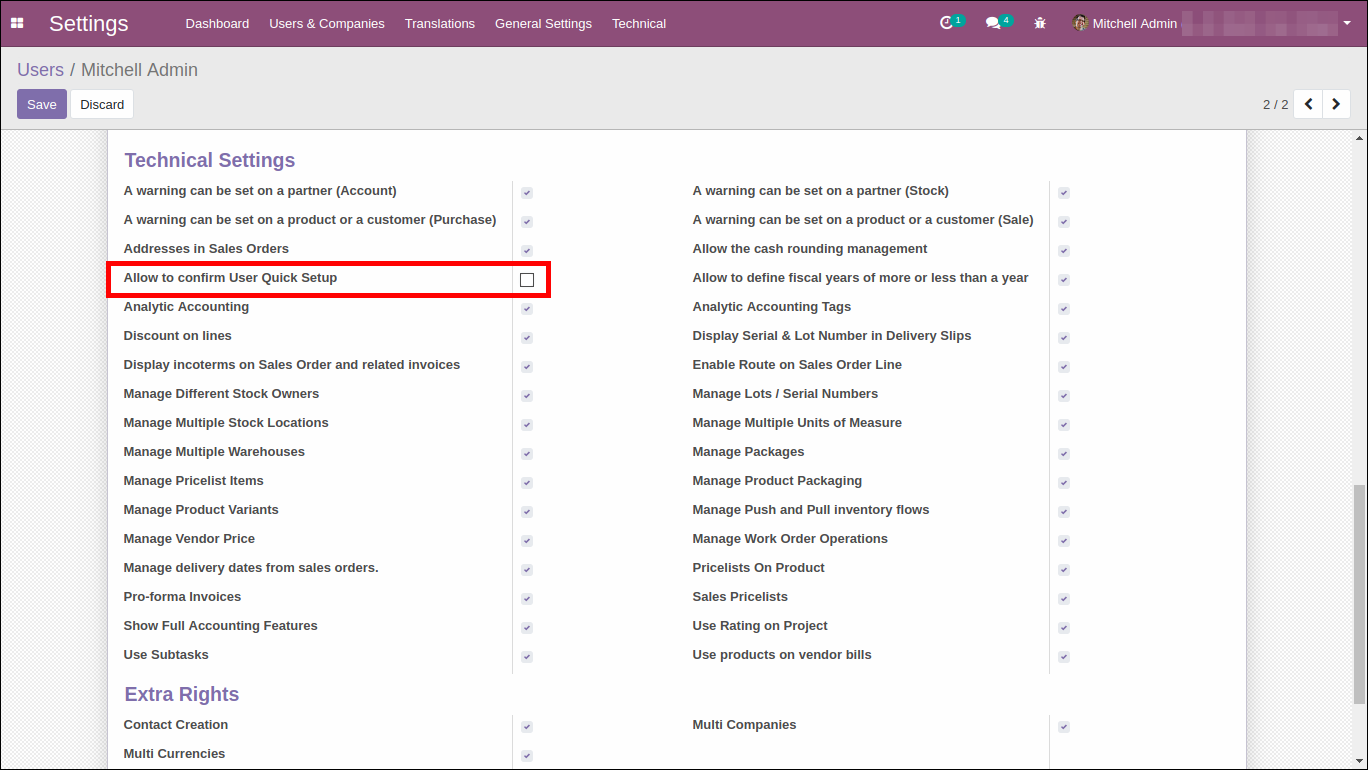 Settings Dashboard Users & Companies Translations General Settings Technical 1 4 Mitchell Admin
Users / Mitchell Admin
Save Discard 2 / 2
Technical Settings
A warning can be set on a partner (Account) A warning can be set on a partner (Stock)
A warning can be set on a product or a customer (Purchase) A warning can be set on a product or a customer (Sale)
Addresses in Sales Orders Allow the cash rounding management
Allow to confirm User Quick Setup Allow to define fiscal years of more or less than a year
Analytic Accounting Analytic Accounting Tags
Discount on lines Display Serial & Lot Number in Delivery Slips
Display incoterms on Sales Order and related invoices Enable Route on Sales Order Line
Manage Different Stock Owners Manage Lots / Serial Numbers
Manage Multiple Stock Locations Manage Multiple Units of Measure
Manage Multiple Warehouses Manage Packages
Manage Pricelist Items Manage Product Packaging
Manage Product Variants Manage Push and Pull inventory flows
Manage Vendor Price Manage Work Order Operations
Manage delivery dates from sales orders. Pricelists On Product
Pro-forma Invoices Sales Pricelists
Show Full Accounting Features Use Rating on Project
Use Subtasks Use products on vendor bills
Extra Rights
Contact Creation Multi Companies
Multi Currencies